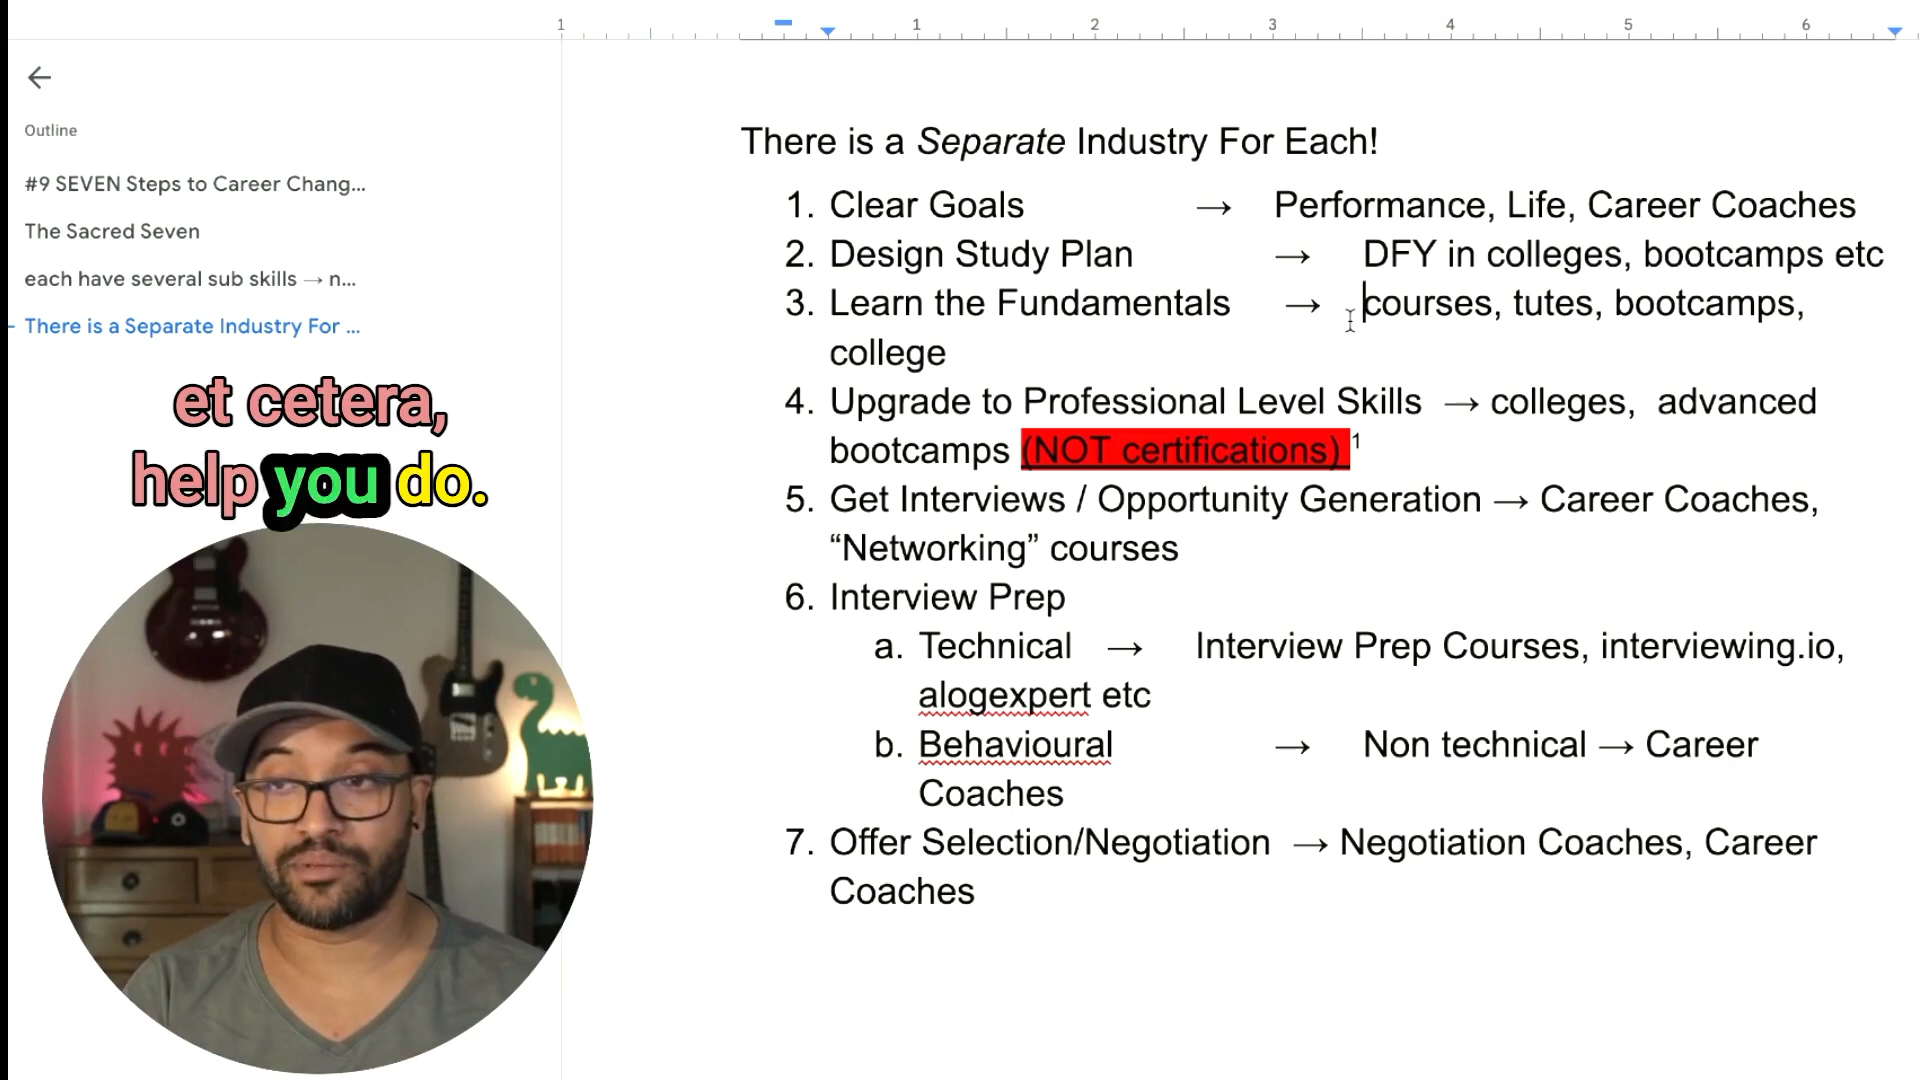 1 1 2 3 4 5 6
Outline
#9 SEVEN Steps to Career Chang...
The Sacred Seven
each have several sub skills → n...
There is a Separate Industry For ...
et cetera,
help you do.
There is a Separate Industry For Each!
1. Clear Goals → Performance, Life, Career Coaches
2. Design Study Plan → DFY in colleges, bootcamps etc
3. Learn the Fundamentals → courses, tutes, bootcamps,
college
4. Upgrade to Professional Level Skills → colleges, advanced
bootcamps (NOT certifications) 1
5. Get Interviews / Opportunity Generation → Career Coaches,
“Networking” courses
6. Interview Prep
a. Technical → Interview Prep Courses, interviewing.io,
alogexpert etc
b. Behavioural → Non technical → Career
Coaches
7. Offer Selection/Negotiation → Negotiation Coaches, Career
Coaches